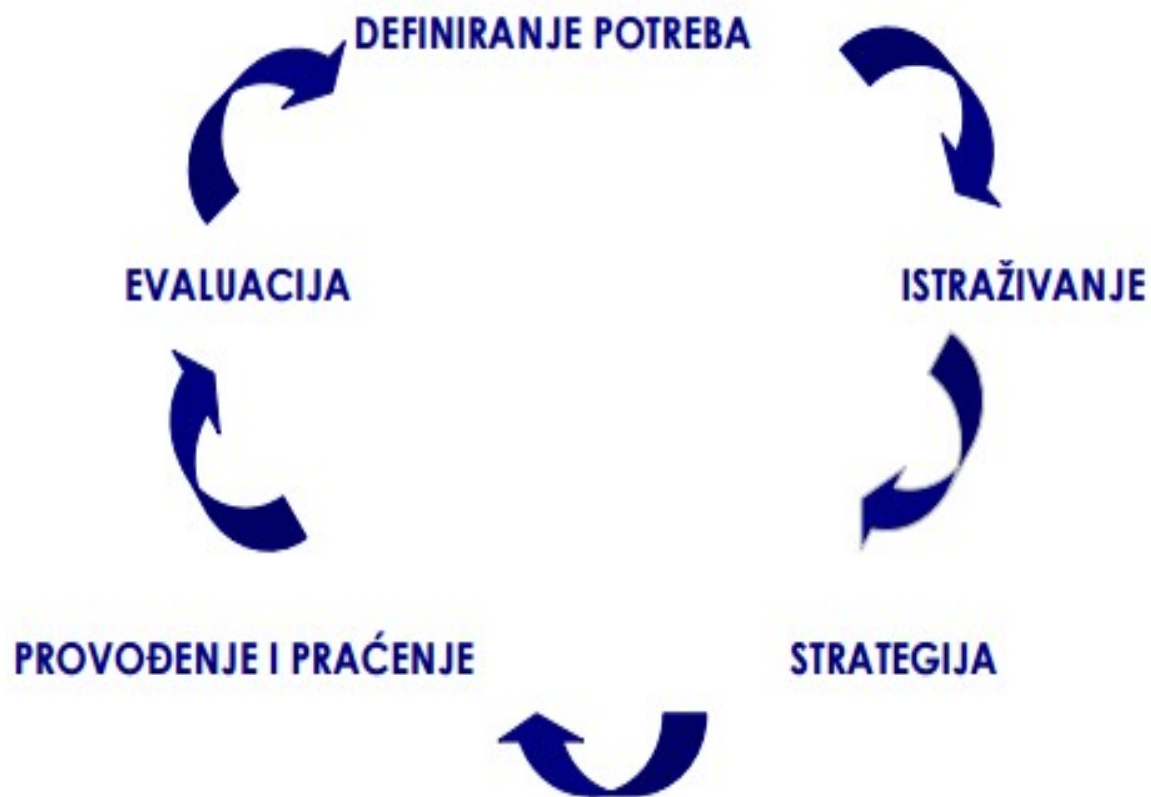 DEFINIRANJE POTREBA
EVALUACIJA
ISTRAŽIVANJE
PROVOĐENJE I PRAĆENJE
STRATEGIJA